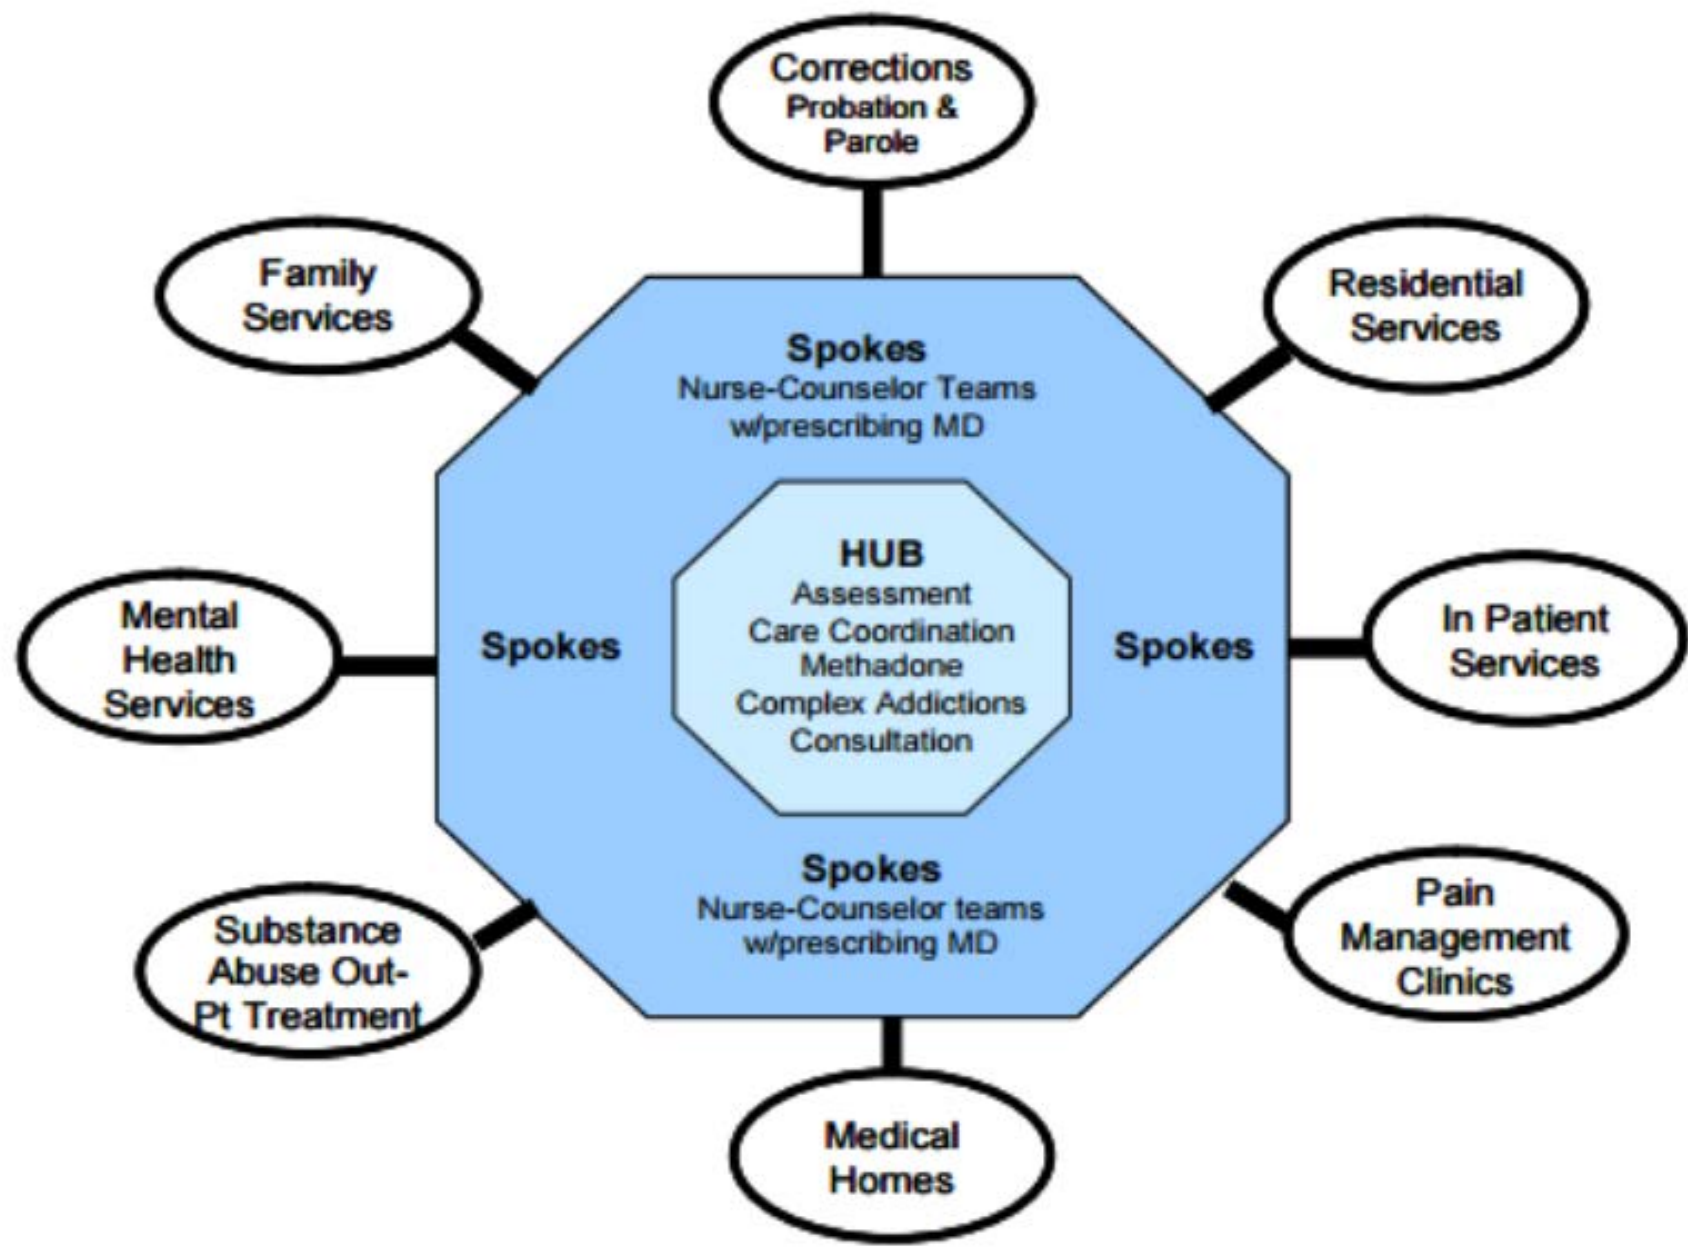 Corrections
Probation &
Parole
Family
Services
Residential
Services
Spokes
Nurse-Counselor Teams
w/prescribing MD
HUB
Assessment
Care Coordination
Methadone
Complex Addictions
Consultation
Mental
Health
Services
Spokes
Spokes
In Patient
Services
Spokes
Nurse-Counselor teams
w/prescribing MD
Substance
Abuse Out-
Pt Treatment
Pain
Management
Clinics
Medical
Homes